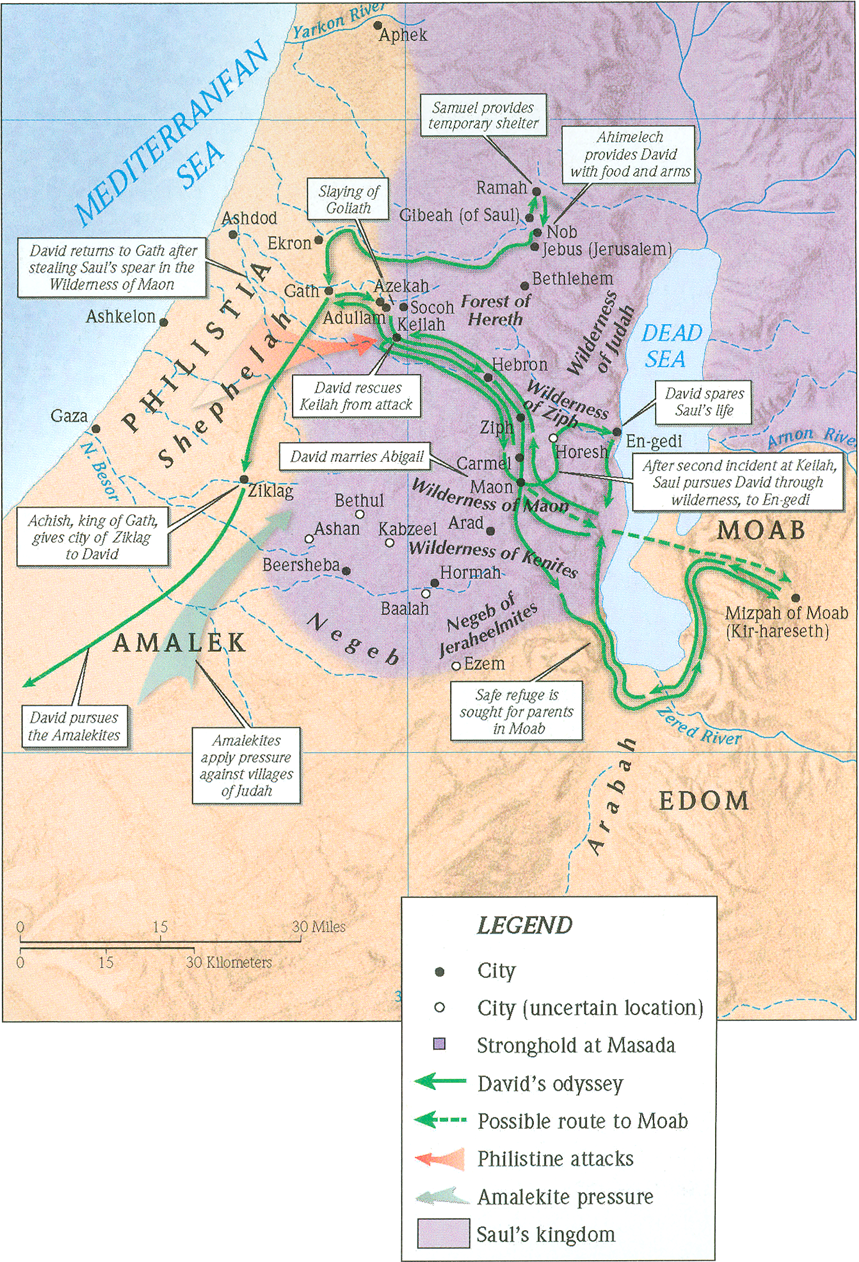 Yarkon River
Aphek
MEDITERRANFAN
SEA
Samuel provides
temporary shelter
Ahimelech
provides David
with food and arms
Ramah
Slaying of
Goliath
Gibeah (of Saul)
Nob
Jebus (Jerusalem)
Ashdod
Ekron
David returns to Gath after
stealing Saul's spear in the
Wilderness of Maon
Bethlehem
Gath
Azekah
Adullam
Socoh
Keilah
Forest of
Hereth
Wilderness
of Judah
DEAD
SEA
Ashkelon
PHILISTIA
Shephelah
David rescues
Keilah from attack
Hebron
Wilderness
of Ziph
David spares
Saul's life
Gaza
N. Besor
Ziph
Horesh
En-gedi
Arnon River
David marries Abigail
Carmel
Maon
After second incident at Keilah,
Saul pursues David through
wilderness, to En-gedi
Ziklag
Wilderness of Maon
Bethul
Achish, king of Gath,
gives city of Ziklag
to David
Ashan
Kabzeel
Arad
Wilderness of Kenites
MOAB
Beersheba
Hormah
Baalah
Mizpah of Moab
(Kir-hareseth)
Negeb
Negeb of
Jeraheelmites
AMALEK
Ezem
Safe refuge is
sought for parents
in Moab
David pursues
the Amalekites
Amalekites
apply pressure
against villages
of Judah
Zered River
Arabah
EDOM
0 15 30 Miles
0 15 30 Kilometers
3
LEGEND
City
City (uncertain location)
Stronghold at Masada
David's odyssey
Possible route to Moab
Philistine attacks
Amalekite pressure
Saul's kingdom